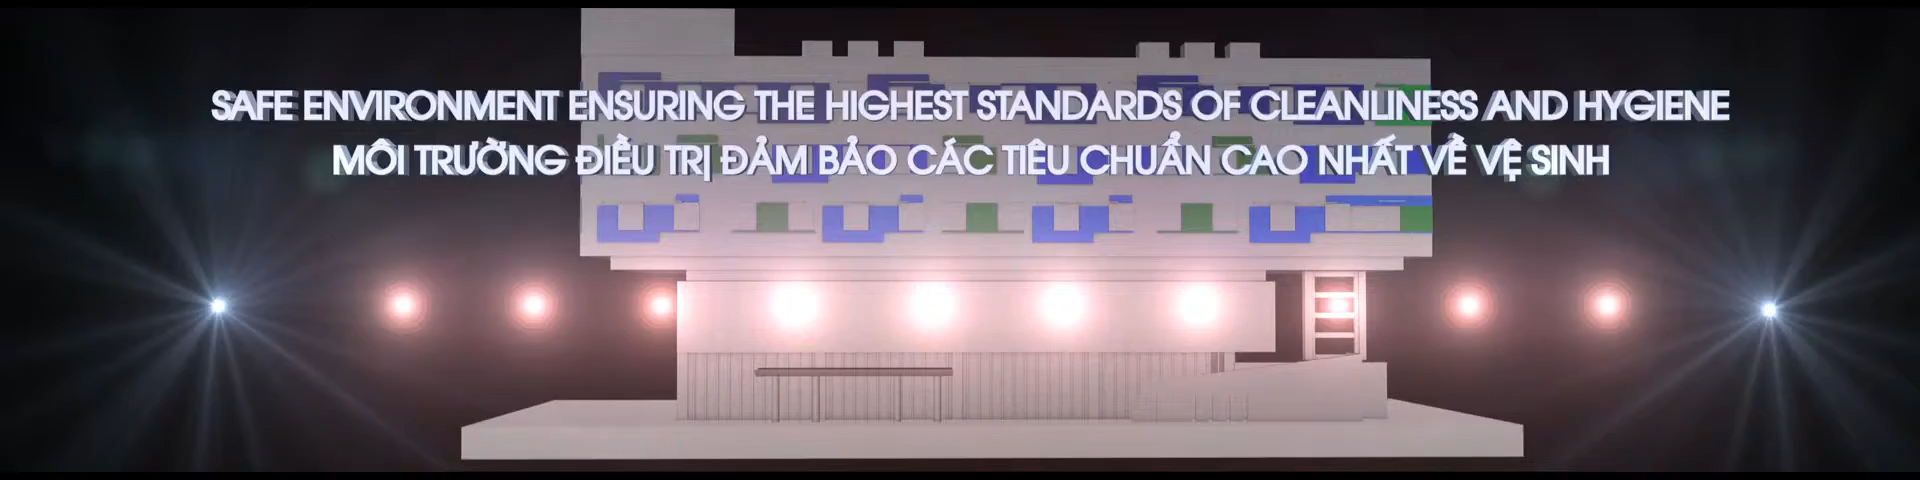 SAFE ENVIRONMENT ENSURING THE HIGHEST STANDARDS OF CLEANLINESS AND HYGIENE
MÔI TRƯỜNG ĐIỀU TRỊ ĐẢM BẢO CÁC TIÊU CHUẨN CAO NHẤT VỀ VỆ SINH